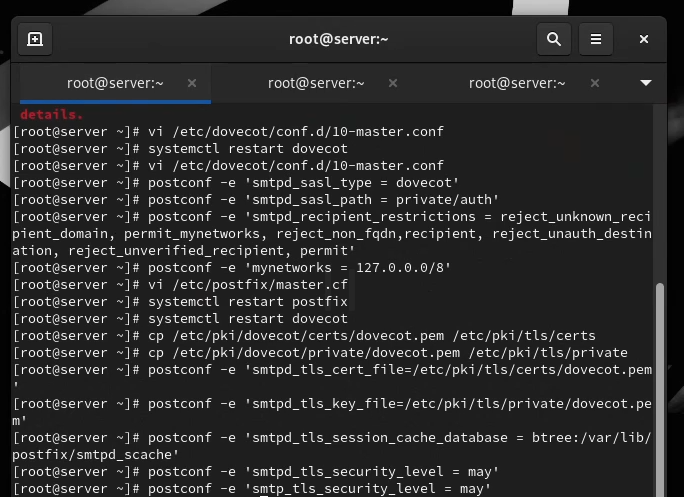 root@server:~
root@server:~ × root@server:~ × root@server:~ ×
details.
[root@server ~]# vi /etc/dovecot/conf.d/10-master.conf
[root@server ~]# systemctl restart dovecot
[root@server ~]# vi /etc/dovecot/conf.d/10-master.conf
[root@server ~]# postconf -e 'smtpd_sasl_type = dovecot'
[root@server ~]# postconf -e 'smtpd_sasl_path = private/auth'
[root@server ~]# postconf -e 'smtpd_recipient_restrictions = reject_unknown_reci
pient_domain, permit_mynetworks, reject_non_fqdn,recipient, reject_unauth_destin
ation, reject_unverified_recipient, permit'
[root@server ~]# postconf -e 'mynetworks = 127.0.0.0/8'
[root@server ~]# vi /etc/postfix/master.cf
[root@server ~]# systemctl restart postfix
[root@server ~]# systemctl restart dovecot
[root@server ~]# cp /etc/pki/dovecot/certs/dovecot.pem /etc/pki/tls/certs
[root@server ~]# cp /etc/pki/dovecot/private/dovecot.pem /etc/pki/tls/private
[root@server ~]# postconf -e 'smtpd_tls_cert_file=/etc/pki/tls/certs/dovecot.pem
'
[root@server ~]# postconf -e 'smtpd_tls_key_file=/etc/pki/tls/private/dovecot.pe
m'
[root@server ~]# postconf -e 'smtpd_tls_session_cache_database = btree:/var/lib/
postfix/smtpd_scache'
[root@server ~]# postconf -e 'smtpd_tls_security_level = may'
[root@server ~]# postconf -e 'smtp_tls_security_level = may'